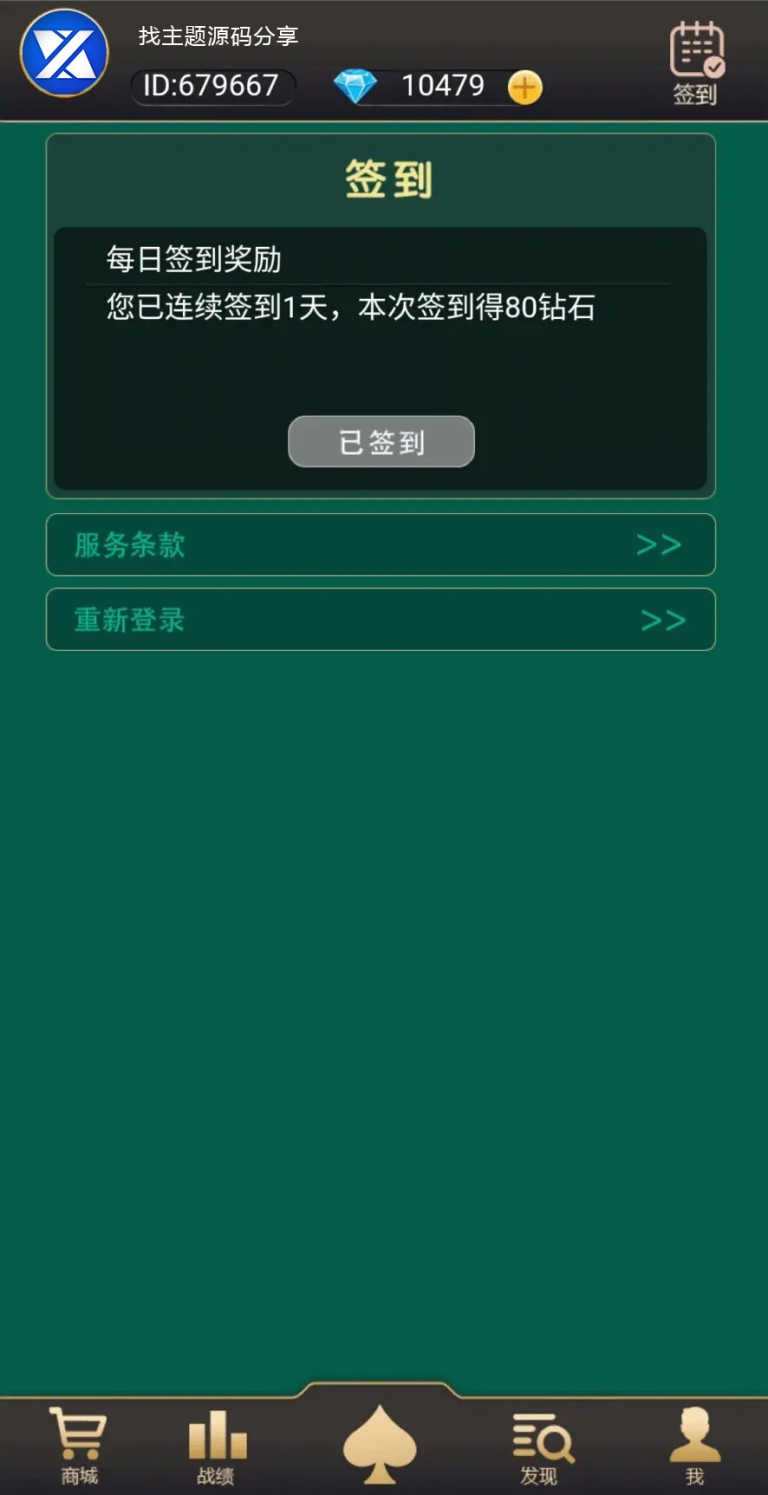 找主题源码分享
ID:679667
10479
签到
签到
每日签到奖励
您已连续签到1天，本次签到得80钻石
已签到
服务条款 >>
重新登录 >>
商城
战绩
发现
我